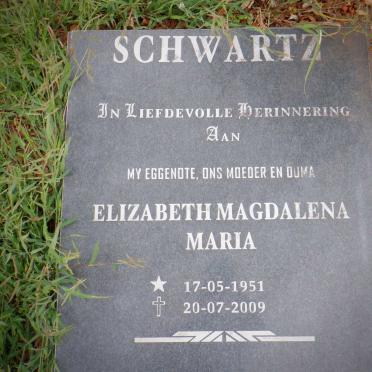 SCHWARTZ
In Liefdevolle Herinnering
Aan
MY EGGENOTE, ONS MOEDER EN OUMA
ELIZABETH MAGDALENA
MARIA
17-05-1951
20-07-2009